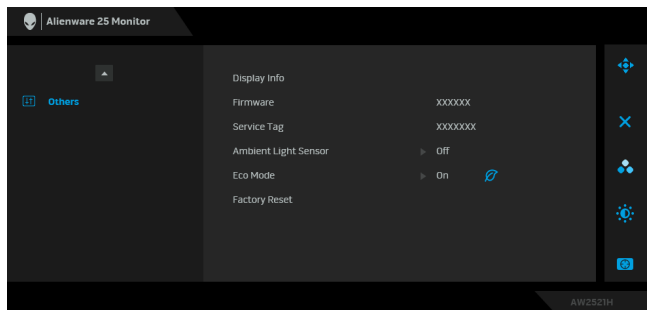 Alienware 25 Monitor
Others
Display Info
Firmware XXXXXX
Service Tag XXXXXXX
Ambient Light Sensor Off
Eco Mode On
Factory Reset
AW2521H